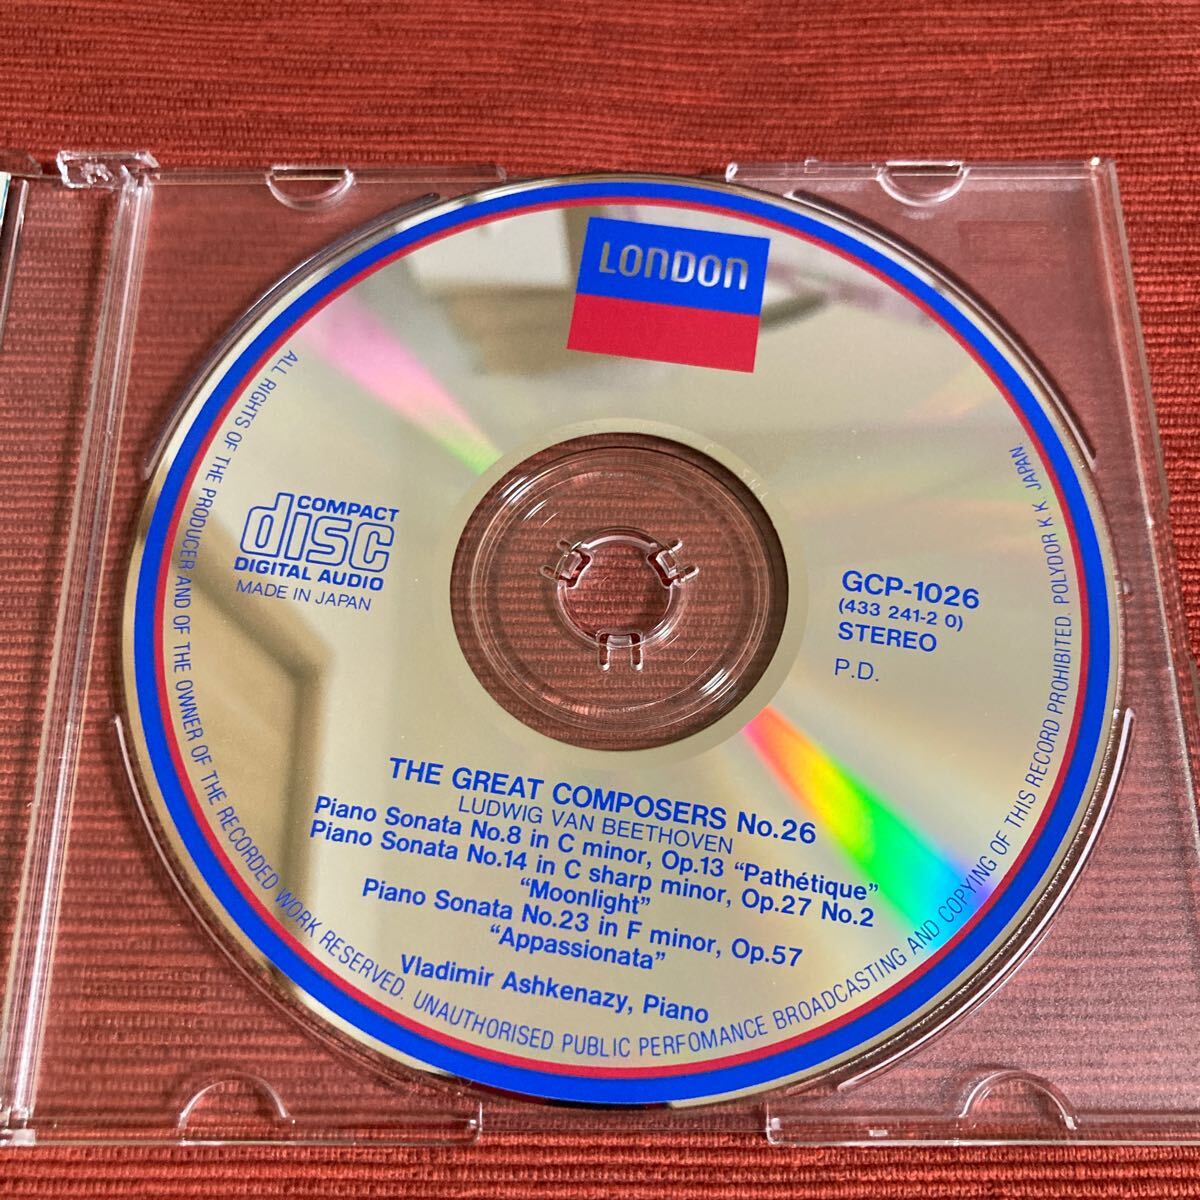 LONDON
COMPACT
disc
DIGITAL AUDIO
MADE IN JAPAN
GCP-1026
(433 241-2 0)
STEREO
P.D.
THE GREAT COMPOSERS No.26
LUDWIG VAN BEETHOVEN
Piano Sonata No.8 in C minor, Op.13 “Pathétique”
Piano Sonata No.14 in C sharp minor, Op.27 No.2
“Moonlight”
Piano Sonata No.23 in F minor, Op.57
“Appassionata”
Vladimir Ashkenazy, Piano
ALL RIGHTS OF THE PRODUCER AND OF THE OWNER OF THE RECORDED WORK RESERVED. UNAUTHORISED PUBLIC PERFOMANCE BROADCASTING AND COPYING OF THIS RECORD PROHIBITED. POLYDOR K.K. JAPAN.